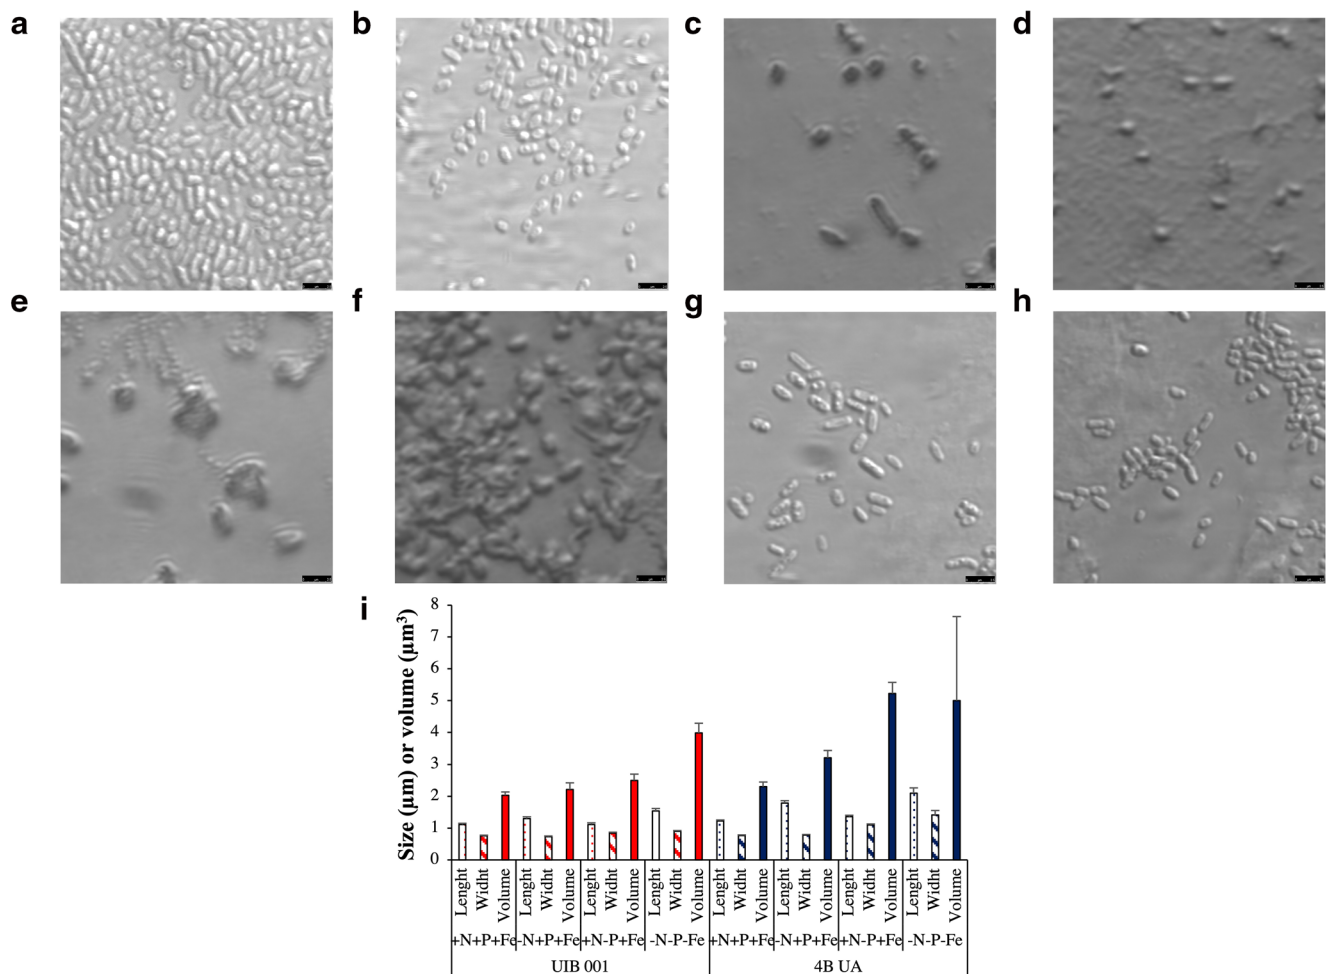 a b c d
e f g h
i
Size (µm) or volume (µm³)
8
7
6
5
4
3
2
1
0
Lenght Widht Volume Lenght Widht Volume Lenght Widht Volume Lenght Widht Volume Lenght Widht Volume Lenght Widht Volume Lenght Widht Volume Lenght Widht Volume
+N+P+Fe -N+P+Fe +N-P+Fe -N-P-Fe +N+P+Fe -N+P+Fe +N-P+Fe -N-P-Fe
UIB 001 4B UA